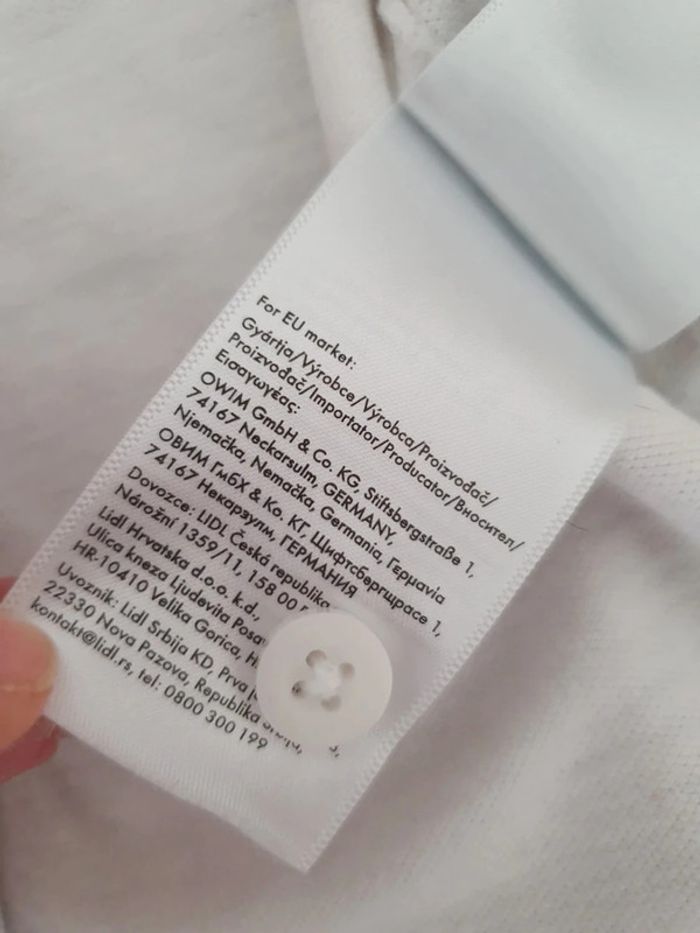 For EU market:
Gyártja/Výrobce/Výrobca/Proizvođač/
Proizvođač/Importator/Producator/Вносител/
Εισαγωγέας:
OWIM GmbH & Co. KG, Stiftsbergstraße 1,
74167 Neckarsulm, GERMANY,
Njemačka, Nemačka, Germania, Γερμανία
ОВИМ ГмбХ & Ко. КГ, Щифтсбергщрасе 1,
74167 Некарзулм, ГЕРМАНИЯ
Dovozce: LIDL Česká republika
Nárožní 1359/11, 158 00
Lidl Hrvatska d.o.o. k.d.,
Ulica kneza Ljudevita Posa
HR-10410 Velika Gorica,
Uvoznik: Lidl Srbija KD, Prva
22330 Nova Pazova, Republika
kontakt@lidl.rs, tel: 0800 300 199